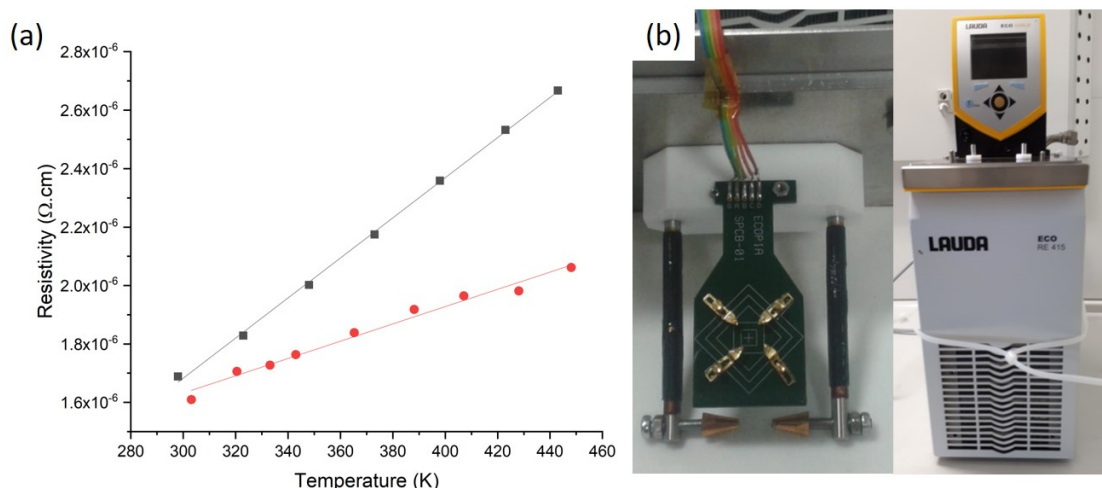 (a)
2.8x10⁻⁶
2.6x10⁻⁶
2.4x10⁻⁶
2.2x10⁻⁶
2.0x10⁻⁶
1.8x10⁻⁶
1.6x10⁻⁶
Resistivity (Ω.cm)
280 300 320 340 360 380 400 420 440 460
Temperature (K)
(b)
ECOPIA
SPCB-01
LAUDA ECO
LAUDA
ECO
RE 415